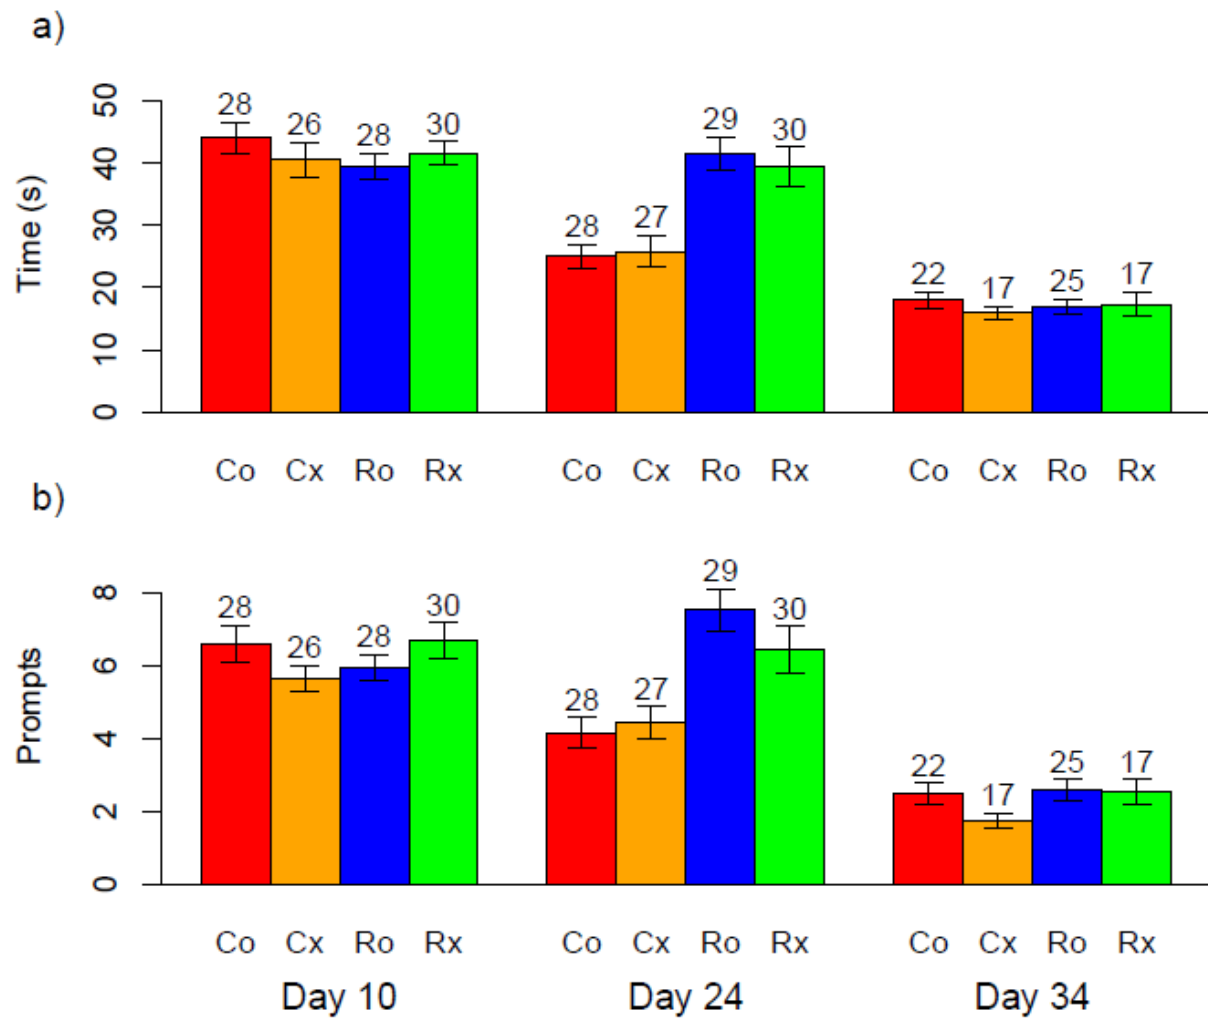 a)
Time (s)
50
40
30
20
10
0
28 26 28 30
28 27 29 30
22 17 25 17
Co Cx Ro Rx Co Cx Ro Rx Co Cx Ro Rx
b)
Prompts
8
6
4
2
0
28 26 28 30
28 27 29 30
22 17 25 17
Co Cx Ro Rx Co Cx Ro Rx Co Cx Ro Rx
Day 10 Day 24 Day 34